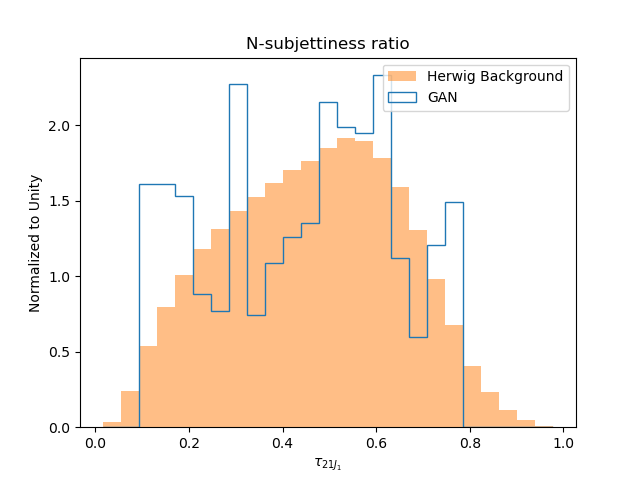 N-subjettiness ratio
Herwig Background
GAN
Normalized to Unity
2.0
1.5
1.0
0.5
0.0
0.0 0.2 0.4 0.6 0.8 1.0
τ₂₁J₁